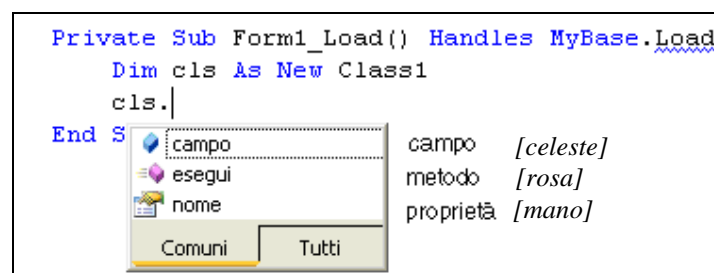 Private Sub Form1_Load() Handles MyBase.Load
Dim cls As New Class1
cls.
End S
campo campo [celeste]
esegui metodo [rosa]
nome proprietà [mano]
Comuni Tutti